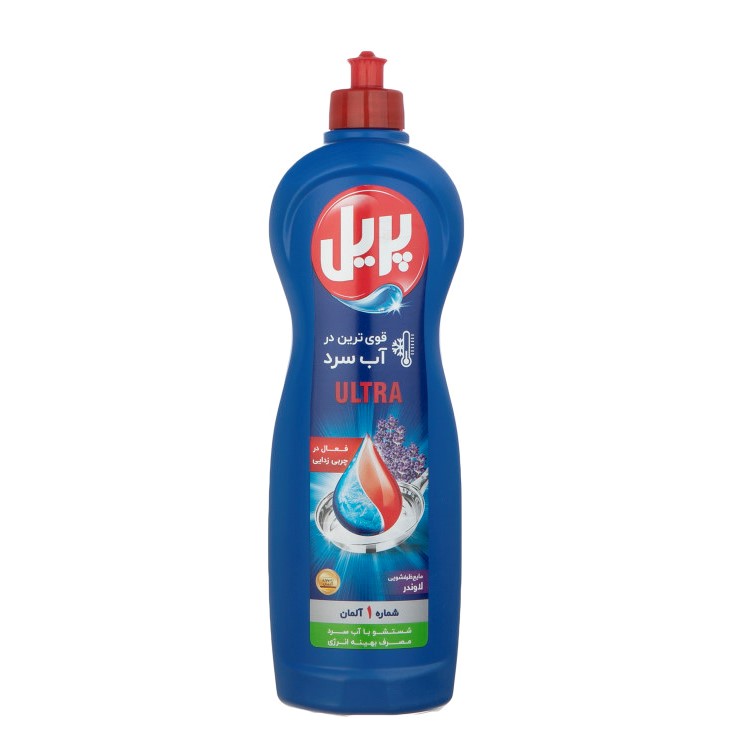 پریل
قوی ترین در
آب سرد
ULTRA
فعال در
چربی زدایی
مایع ظرفشویی
لاوندر
شماره ۱ آلمان
شستشو با آب سرد
مصرف بهینه انرژی